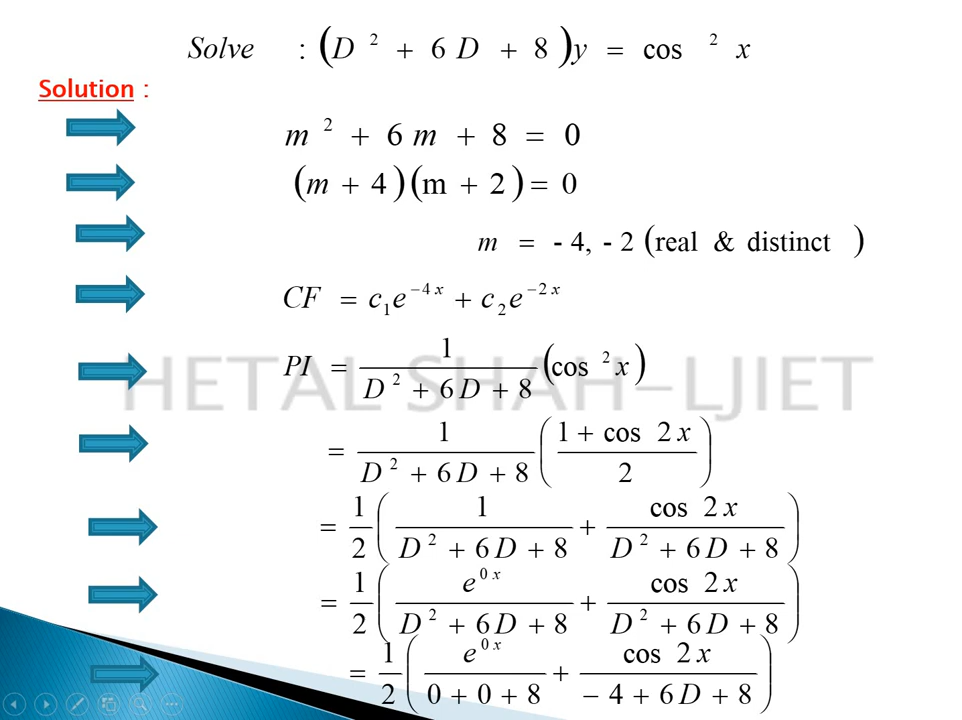 Solve : (D² + 6D + 8)y = cos² x
Solution :
m² + 6m + 8 = 0
(m + 4)(m + 2) = 0
m = - 4, - 2 (real & distinct )
CF = c₁e^(−4x) + c₂e^(−2x)
PI = 1/(D² + 6D + 8) (cos² x)
HETAL SHAH-LJIET
= 1/(D² + 6D + 8) ((1 + cos 2x)/2)
= 1/2 (1/(D² + 6D + 8) + cos 2x/(D² + 6D + 8))
= 1/2 (e^(0x)/(D² + 6D + 8) + cos 2x/(D² + 6D + 8))
= 1/2 (e^(0x)/(0 + 0 + 8) + cos 2x/(− 4 + 6D + 8))